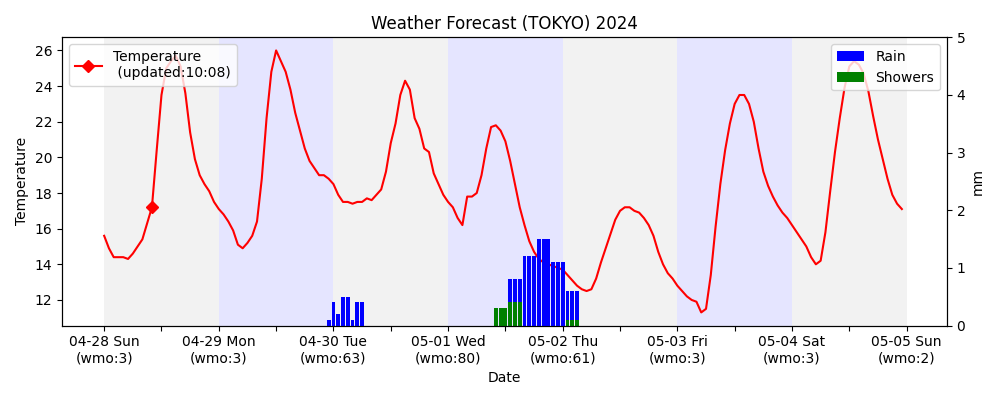 Weather Forecast (TOKYO) 2024
Temperature
(updated:10:08)
Rain
Showers
26
24
22
20
18
16
14
12
Temperature
5
4
3
2
1
0
mm
04-28 Sun
(wmo:3)
04-29 Mon
(wmo:3)
04-30 Tue
(wmo:63)
05-01 Wed
(wmo:80)
05-02 Thu
(wmo:61)
05-03 Fri
(wmo:3)
05-04 Sat
(wmo:3)
05-05 Sun
(wmo:2)
Date